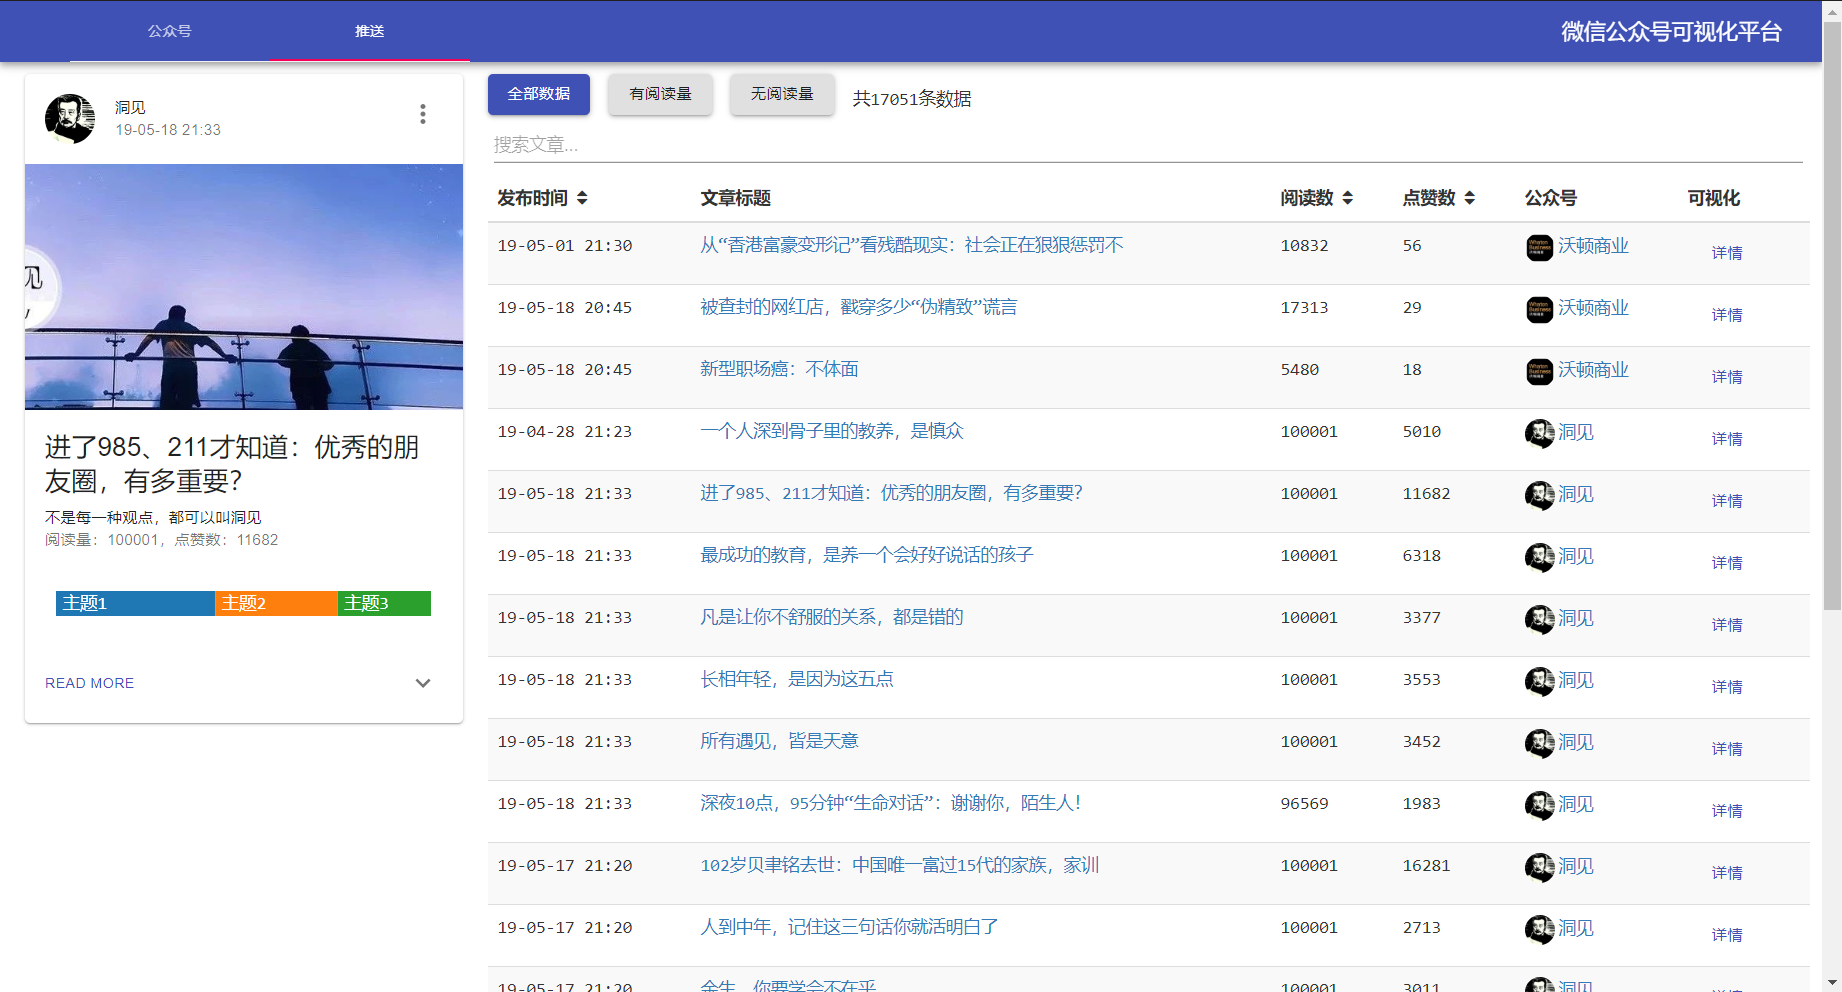 公众号
推送
微信公众号可视化平台
洞见
19-05-18 21:33
见
进了985、211才知道：优秀的朋
友圈，有多重要？
不是每一种观点，都可以叫洞见
阅读量：100001，点赞数：11682
主题1 主题2 主题3
READ MORE
全部数据 有阅读量 无阅读量 共17051条数据
搜索文章...
发布时间 文章标题 阅读数 点赞数 公众号 可视化
19-05-01 21:30 从“香港富豪变形记”看残酷现实：社会正在狠狠惩罚不 10832 56 沃顿商业 详情
19-05-18 20:45 被查封的网红店，戳穿多少“伪精致”谎言 17313 29 沃顿商业 详情
19-05-18 20:45 新型职场癌：不体面 5480 18 沃顿商业 详情
19-04-28 21:23 一个人深到骨子里的教养，是慎众 100001 5010 洞见 详情
19-05-18 21:33 进了985、211才知道：优秀的朋友圈，有多重要？ 100001 11682 洞见 详情
19-05-18 21:33 最成功的教育，是养一个会好好说话的孩子 100001 6318 洞见 详情
19-05-18 21:33 凡是让你不舒服的关系，都是错的 100001 3377 洞见 详情
19-05-18 21:33 长相年轻，是因为这五点 100001 3553 洞见 详情
19-05-18 21:33 所有遇见，皆是天意 100001 3452 洞见 详情
19-05-18 21:33 深夜10点，95分钟“生命对话”：谢谢你，陌生人！ 96569 1983 洞见 详情
19-05-17 21:20 102岁贝聿铭去世：中国唯一富过15代的家族，家训 100001 16281 洞见 详情
19-05-17 21:20 人到中年，记住这三句话你就活明白了 100001 2713 洞见 详情
19-05-17 21:20 余生，你要学会不在乎 100001 3011 洞见